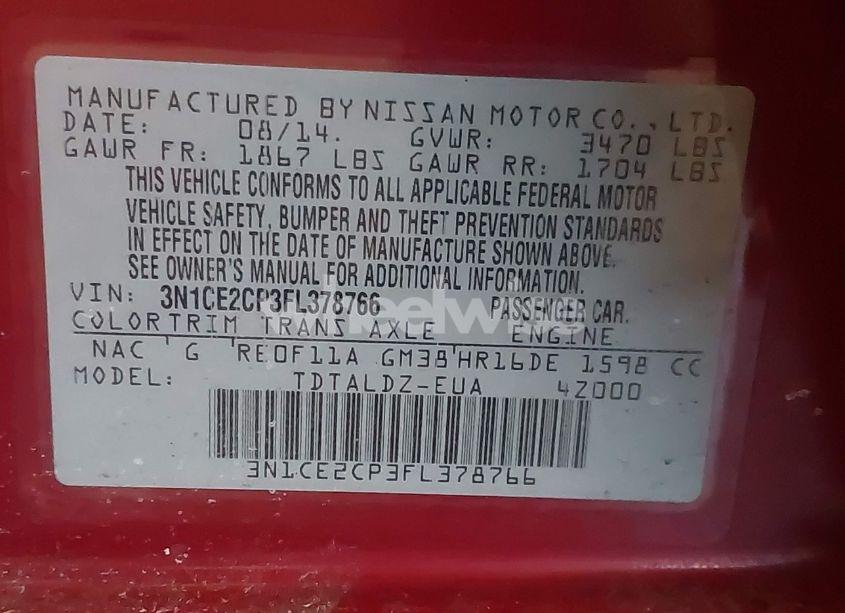 MANUFACTURED BY NISSAN MOTOR CO., LTD.
DATE: 08/14. GVWR: 3470 LBS
GAWR FR: 1867 LBS GAWR RR: 1704 LBS
THIS VEHICLE CONFORMS TO ALL APPLICABLE FEDERAL MOTOR
VEHICLE SAFETY, BUMPER AND THEFT PREVENTION STANDARDS
IN EFFECT ON THE DATE OF MANUFACTURE SHOWN ABOVE.
SEE OWNER'S MANUAL FOR ADDITIONAL INFORMATION.
VIN: 3N1CE2CP3FL378766 PASSENGER CAR.
COLOR TRIM TRANS AXLE ENGINE
NAC G RE0F11A GM38 HR16DE 1598 CC
MODEL: TDTALDZ-EUA 4Z000
3N1CE2CP3FL378766